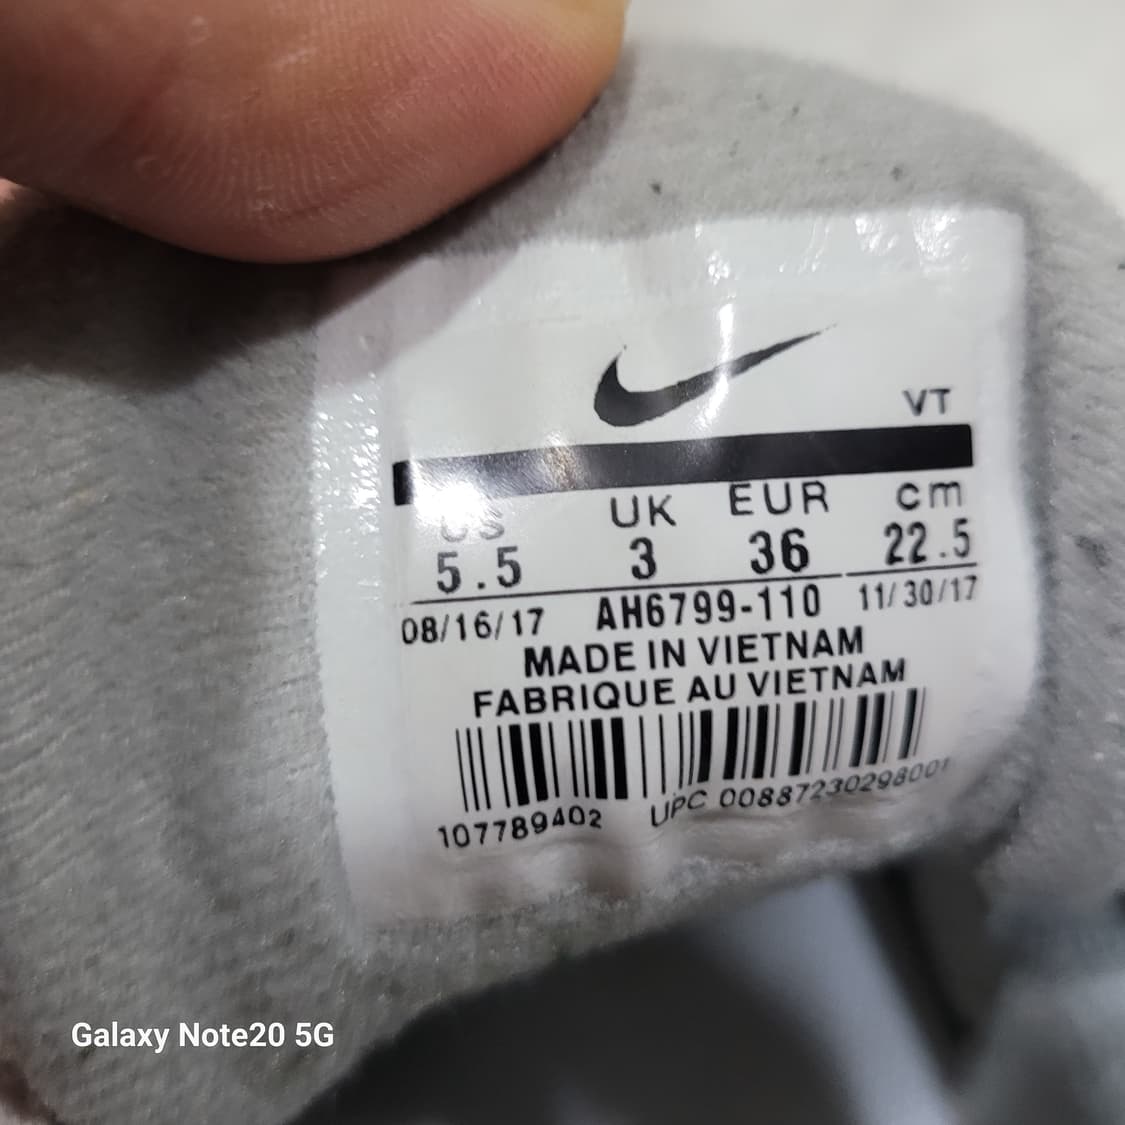 VT
US UK EUR cm
5.5 3 36 22.5
08/16/17 AH6799-110 11/30/17
MADE IN VIETNAM
FABRIQUE AU VIETNAM
107789402 UPC 00887230298001
Galaxy Note20 5G